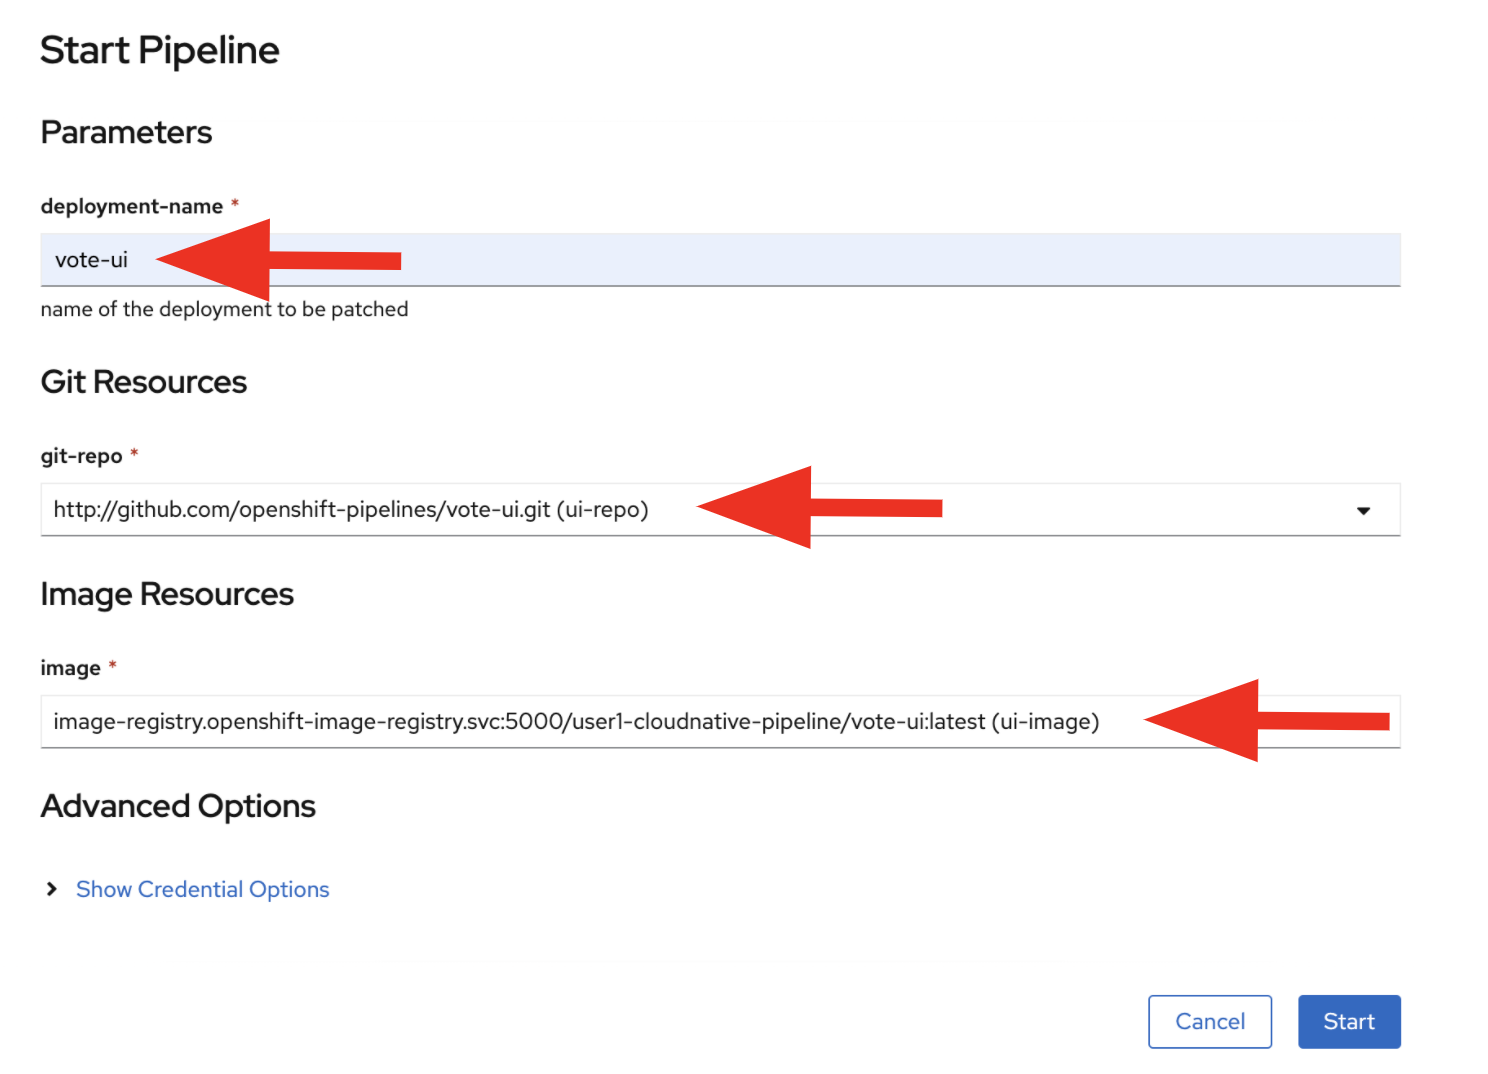 Start Pipeline
Parameters
deployment-name *
vote-ui
name of the deployment to be patched
Git Resources
git-repo *
http://github.com/openshift-pipelines/vote-ui.git (ui-repo)
Image Resources
image *
image-registry.openshift-image-registry.svc:5000/user1-cloudnative-pipeline/vote-ui:latest (ui-image)
Advanced Options
Show Credential Options
Cancel Start